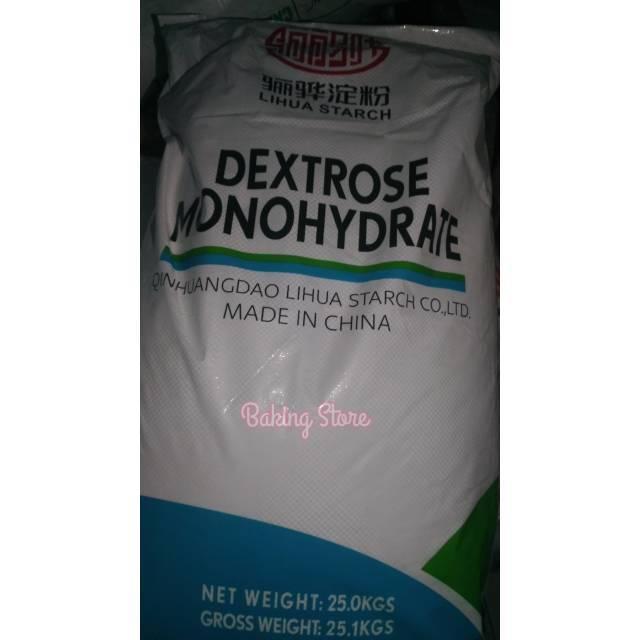 骊骅淀粉
LIHUA STARCH
DEXTROSE
MONOHYDRATE
QINHUANGDAO LIHUA STARCH CO.,LTD.
MADE IN CHINA
Baking Store
NET WEIGHT: 25.0KGS
GROSS WEIGHT: 25.1KGS